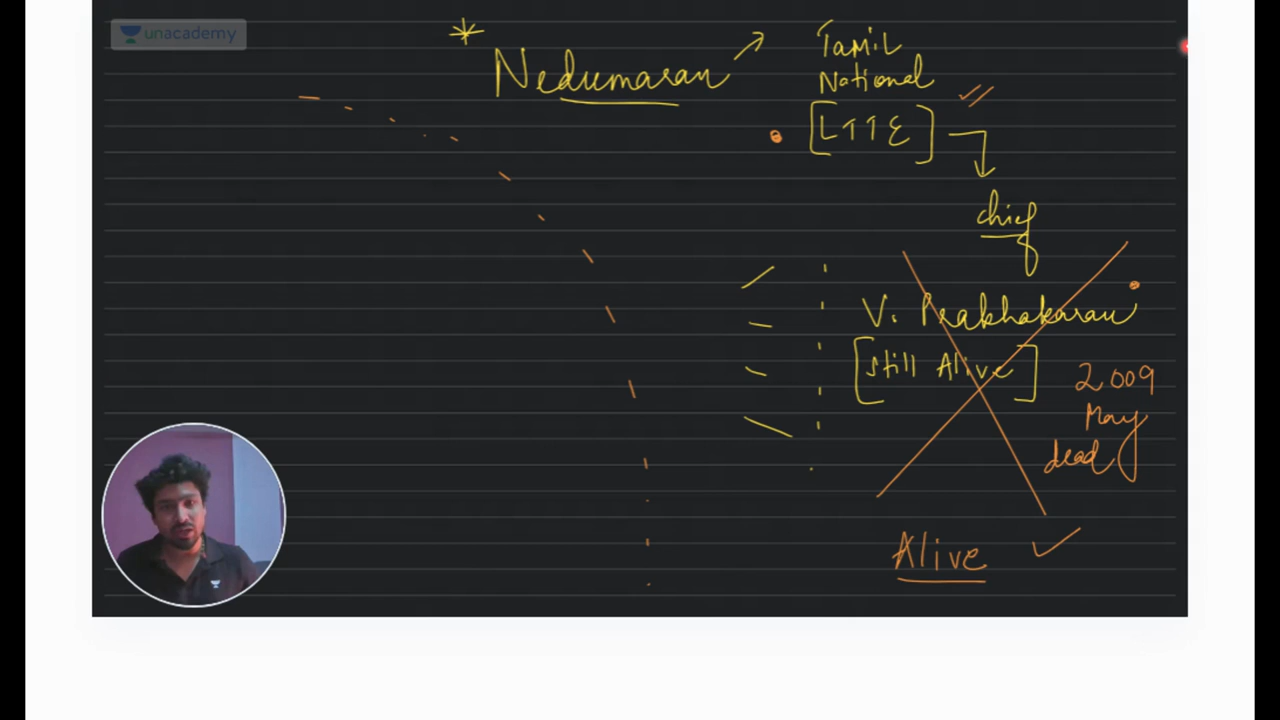 unacademy
* Nedumaran
Tamil
National
[LTTE]
chief
V. Prabhakaran
[Still Alive]
2009
May
dead
Alive